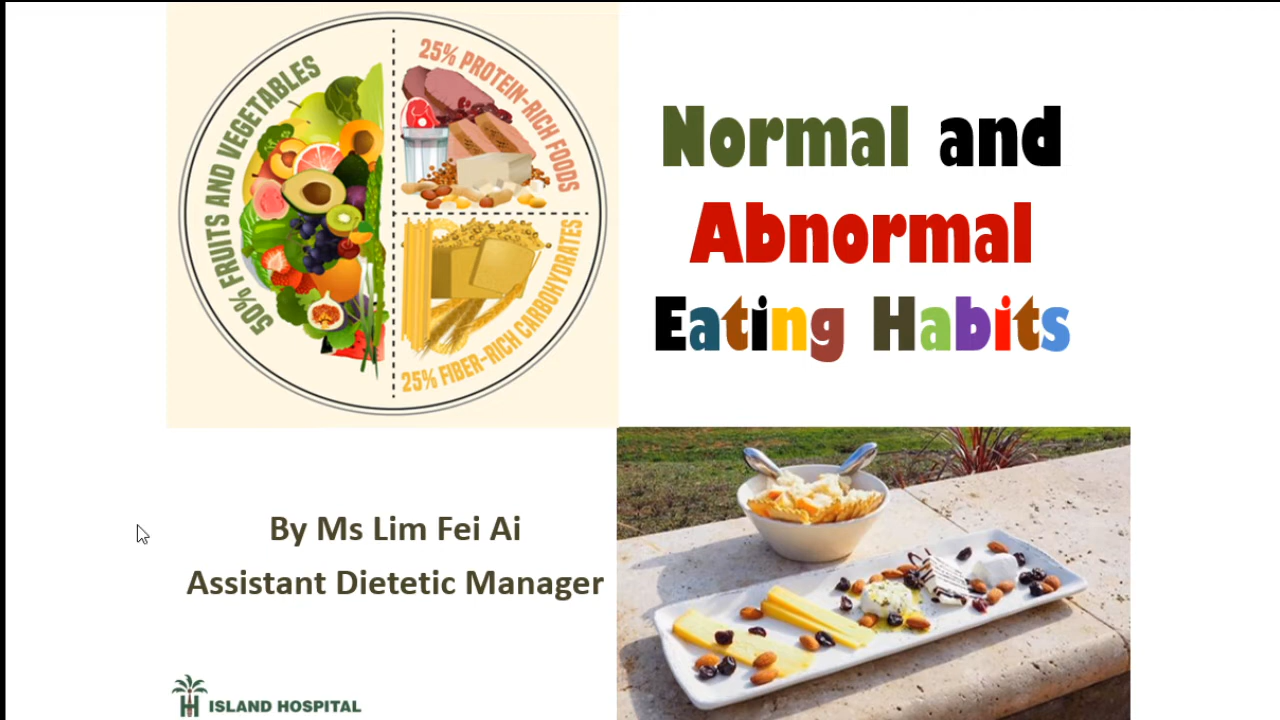 50% FRUITS AND VEGETABLES
25% PROTEIN-RICH FOODS
25% FIBER-RICH CARBOHYDRATES
Normal and
Abnormal
Eating Habits
By Ms Lim Fei Ai
Assistant Dietetic Manager
ISLAND HOSPITAL